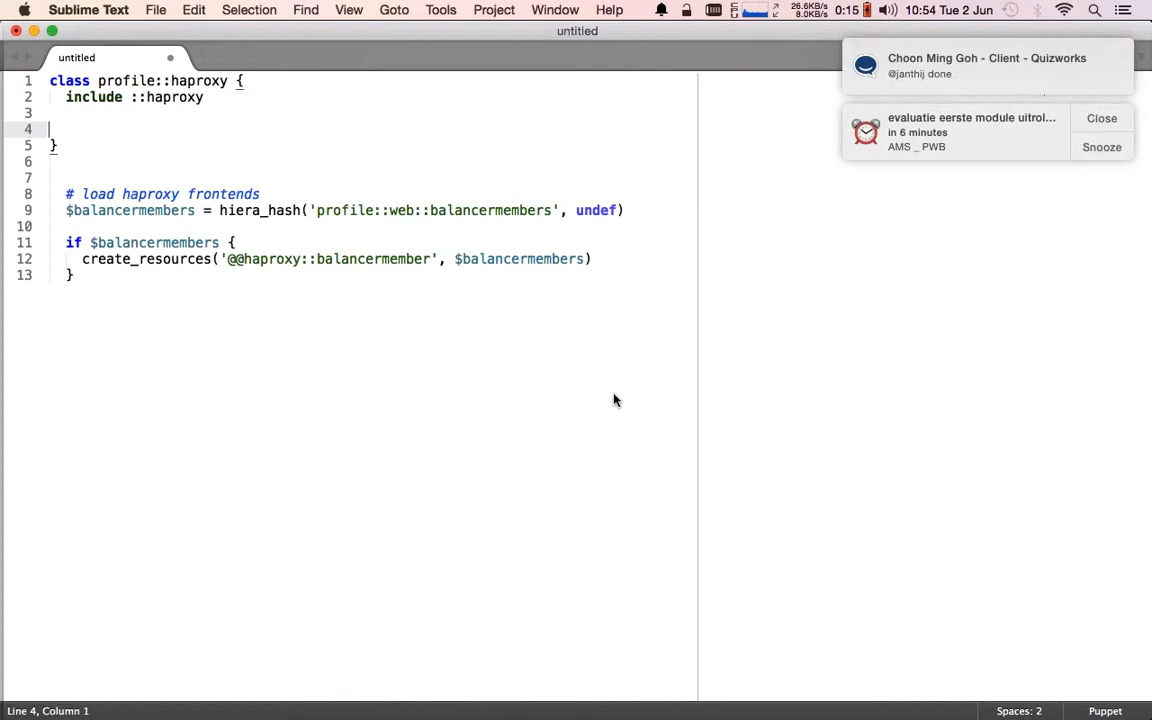 Sublime Text File Edit Selection Find View Goto Tools Project Window Help 26.6KB/s 8.0KB/s 0:15 10:54 Tue 2 Jun
untitled
untitled
Choon Ming Goh - Client - Quizworks
@janthij done
evaluatie eerste module uitrol...
in 6 minutes
AMS _ PWB
Close
Snooze
1 class profile::haproxy {
2 include ::haproxy
3
4
5 }
6
7
8 # load haproxy frontends
9 $balancermembers = hiera_hash('profile::web::balancermembers', undef)
10
11 if $balancermembers {
12 create_resources('@@haproxy::balancermember', $balancermembers)
13 }
Line 4, Column 1 Spaces: 2 Puppet